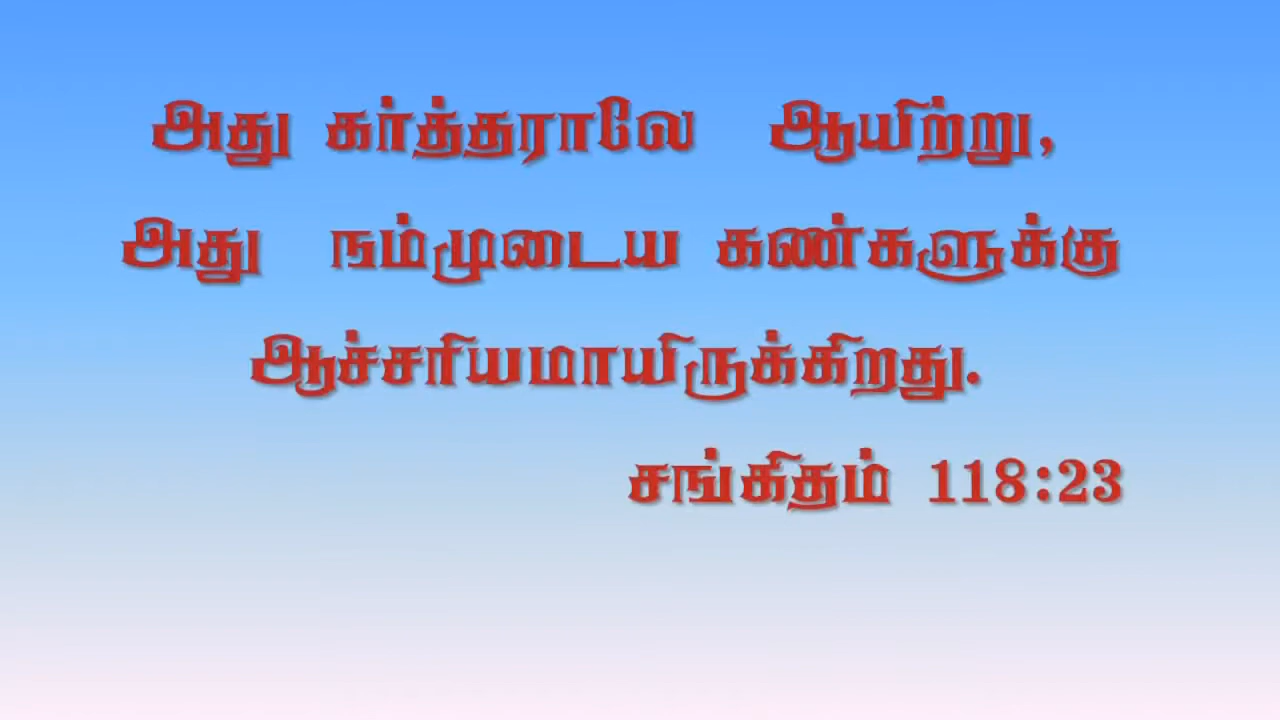 அது கர்த்தராலே ஆயிற்று,
அது நம்முடைய கண்களுக்கு
ஆச்சரியமாயிருக்கிறது.
சங்கிதம் 118:23